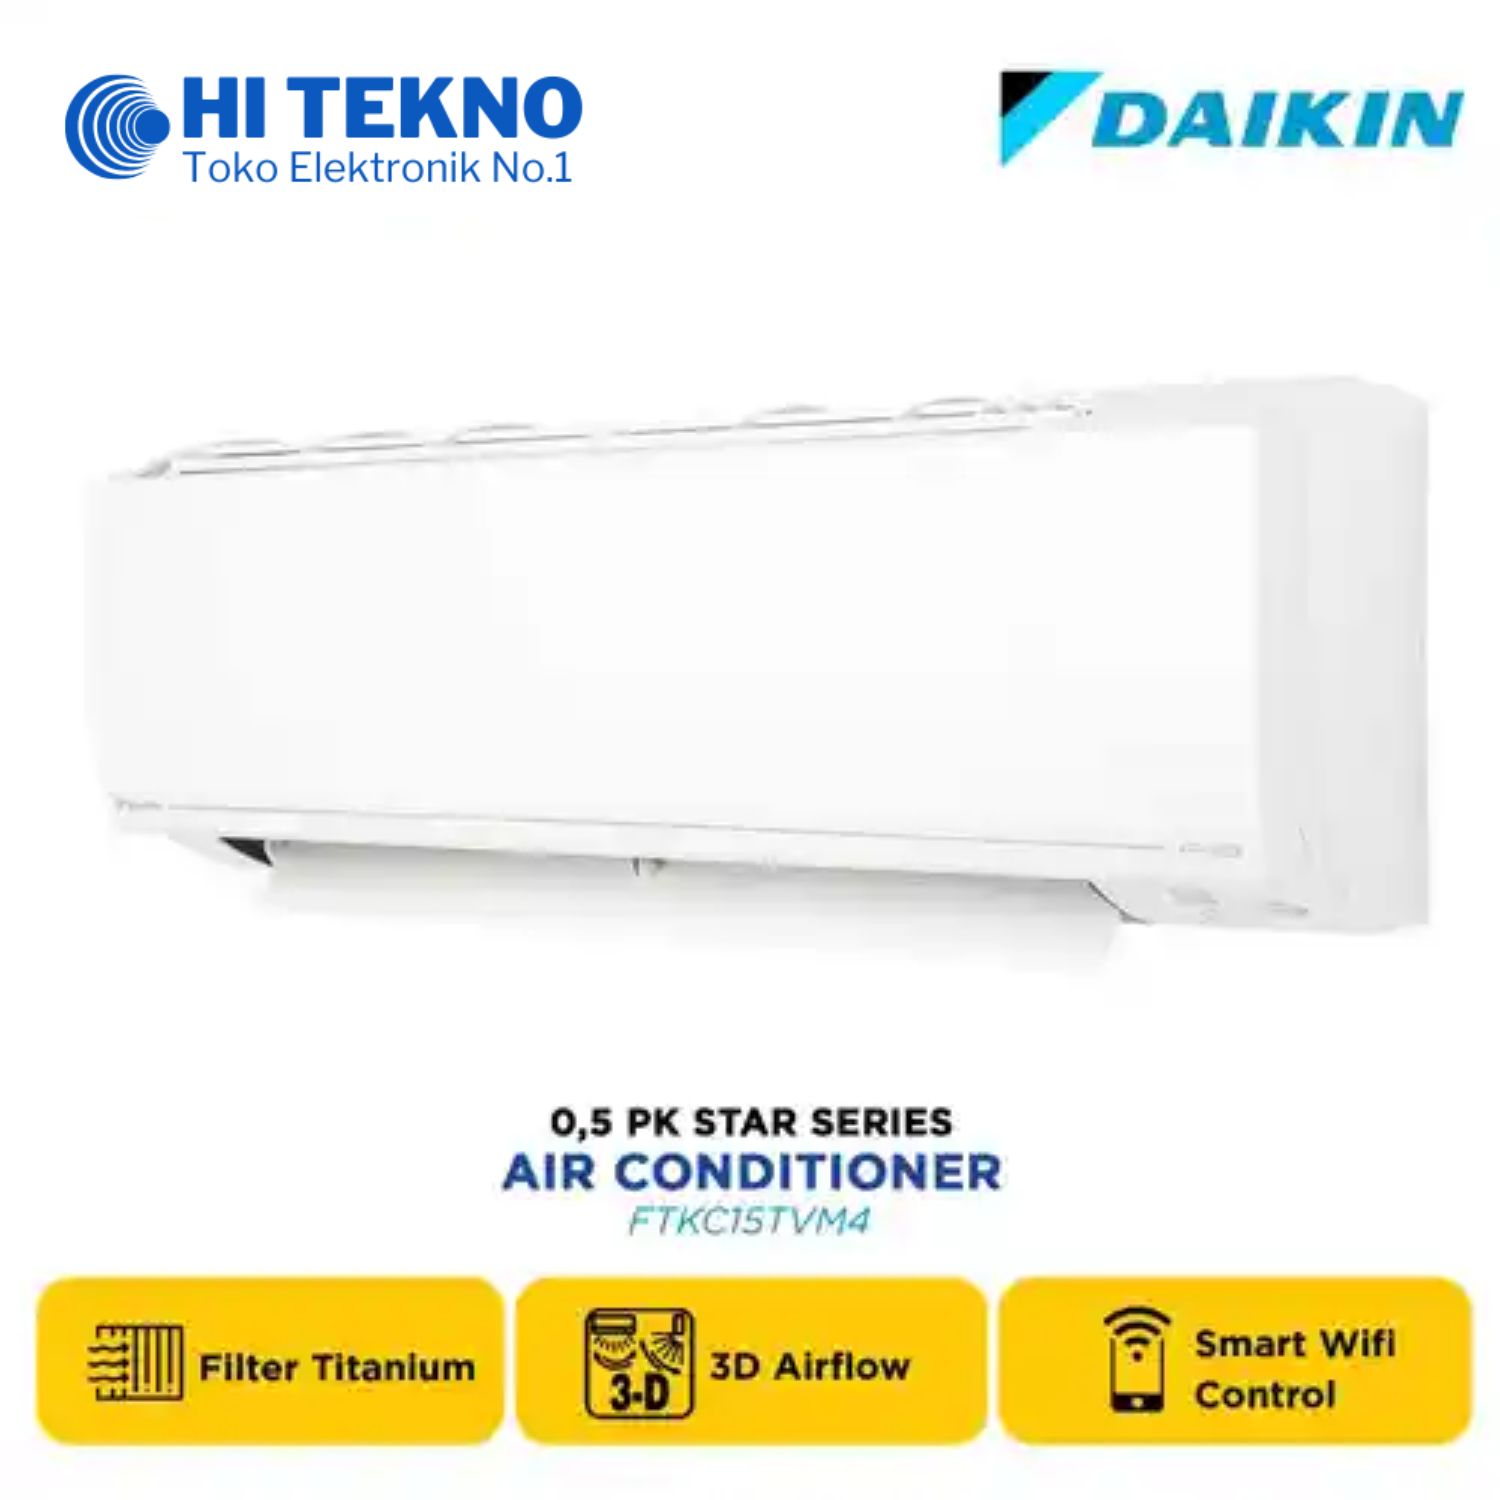 HI TEKNO
Toko Elektronik No.1
DAIKIN
0,5 PK STAR SERIES
AIR CONDITIONER
FTKC15TVM4
Filter Titanium
3-D
3D Airflow
Smart Wifi
Control